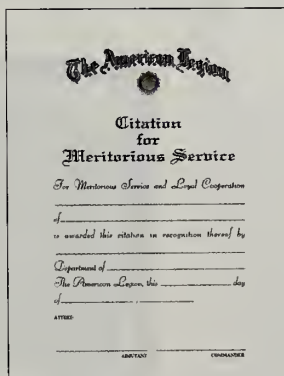 The American Legion
Citation
for
Meritorious Service
For Meritorious Service and Loyal Cooperation
of
is awarded this citation in recognition thereof by
Department of
The American Legion, this day
of
ATTEST:
ADJUTANT COMMANDER